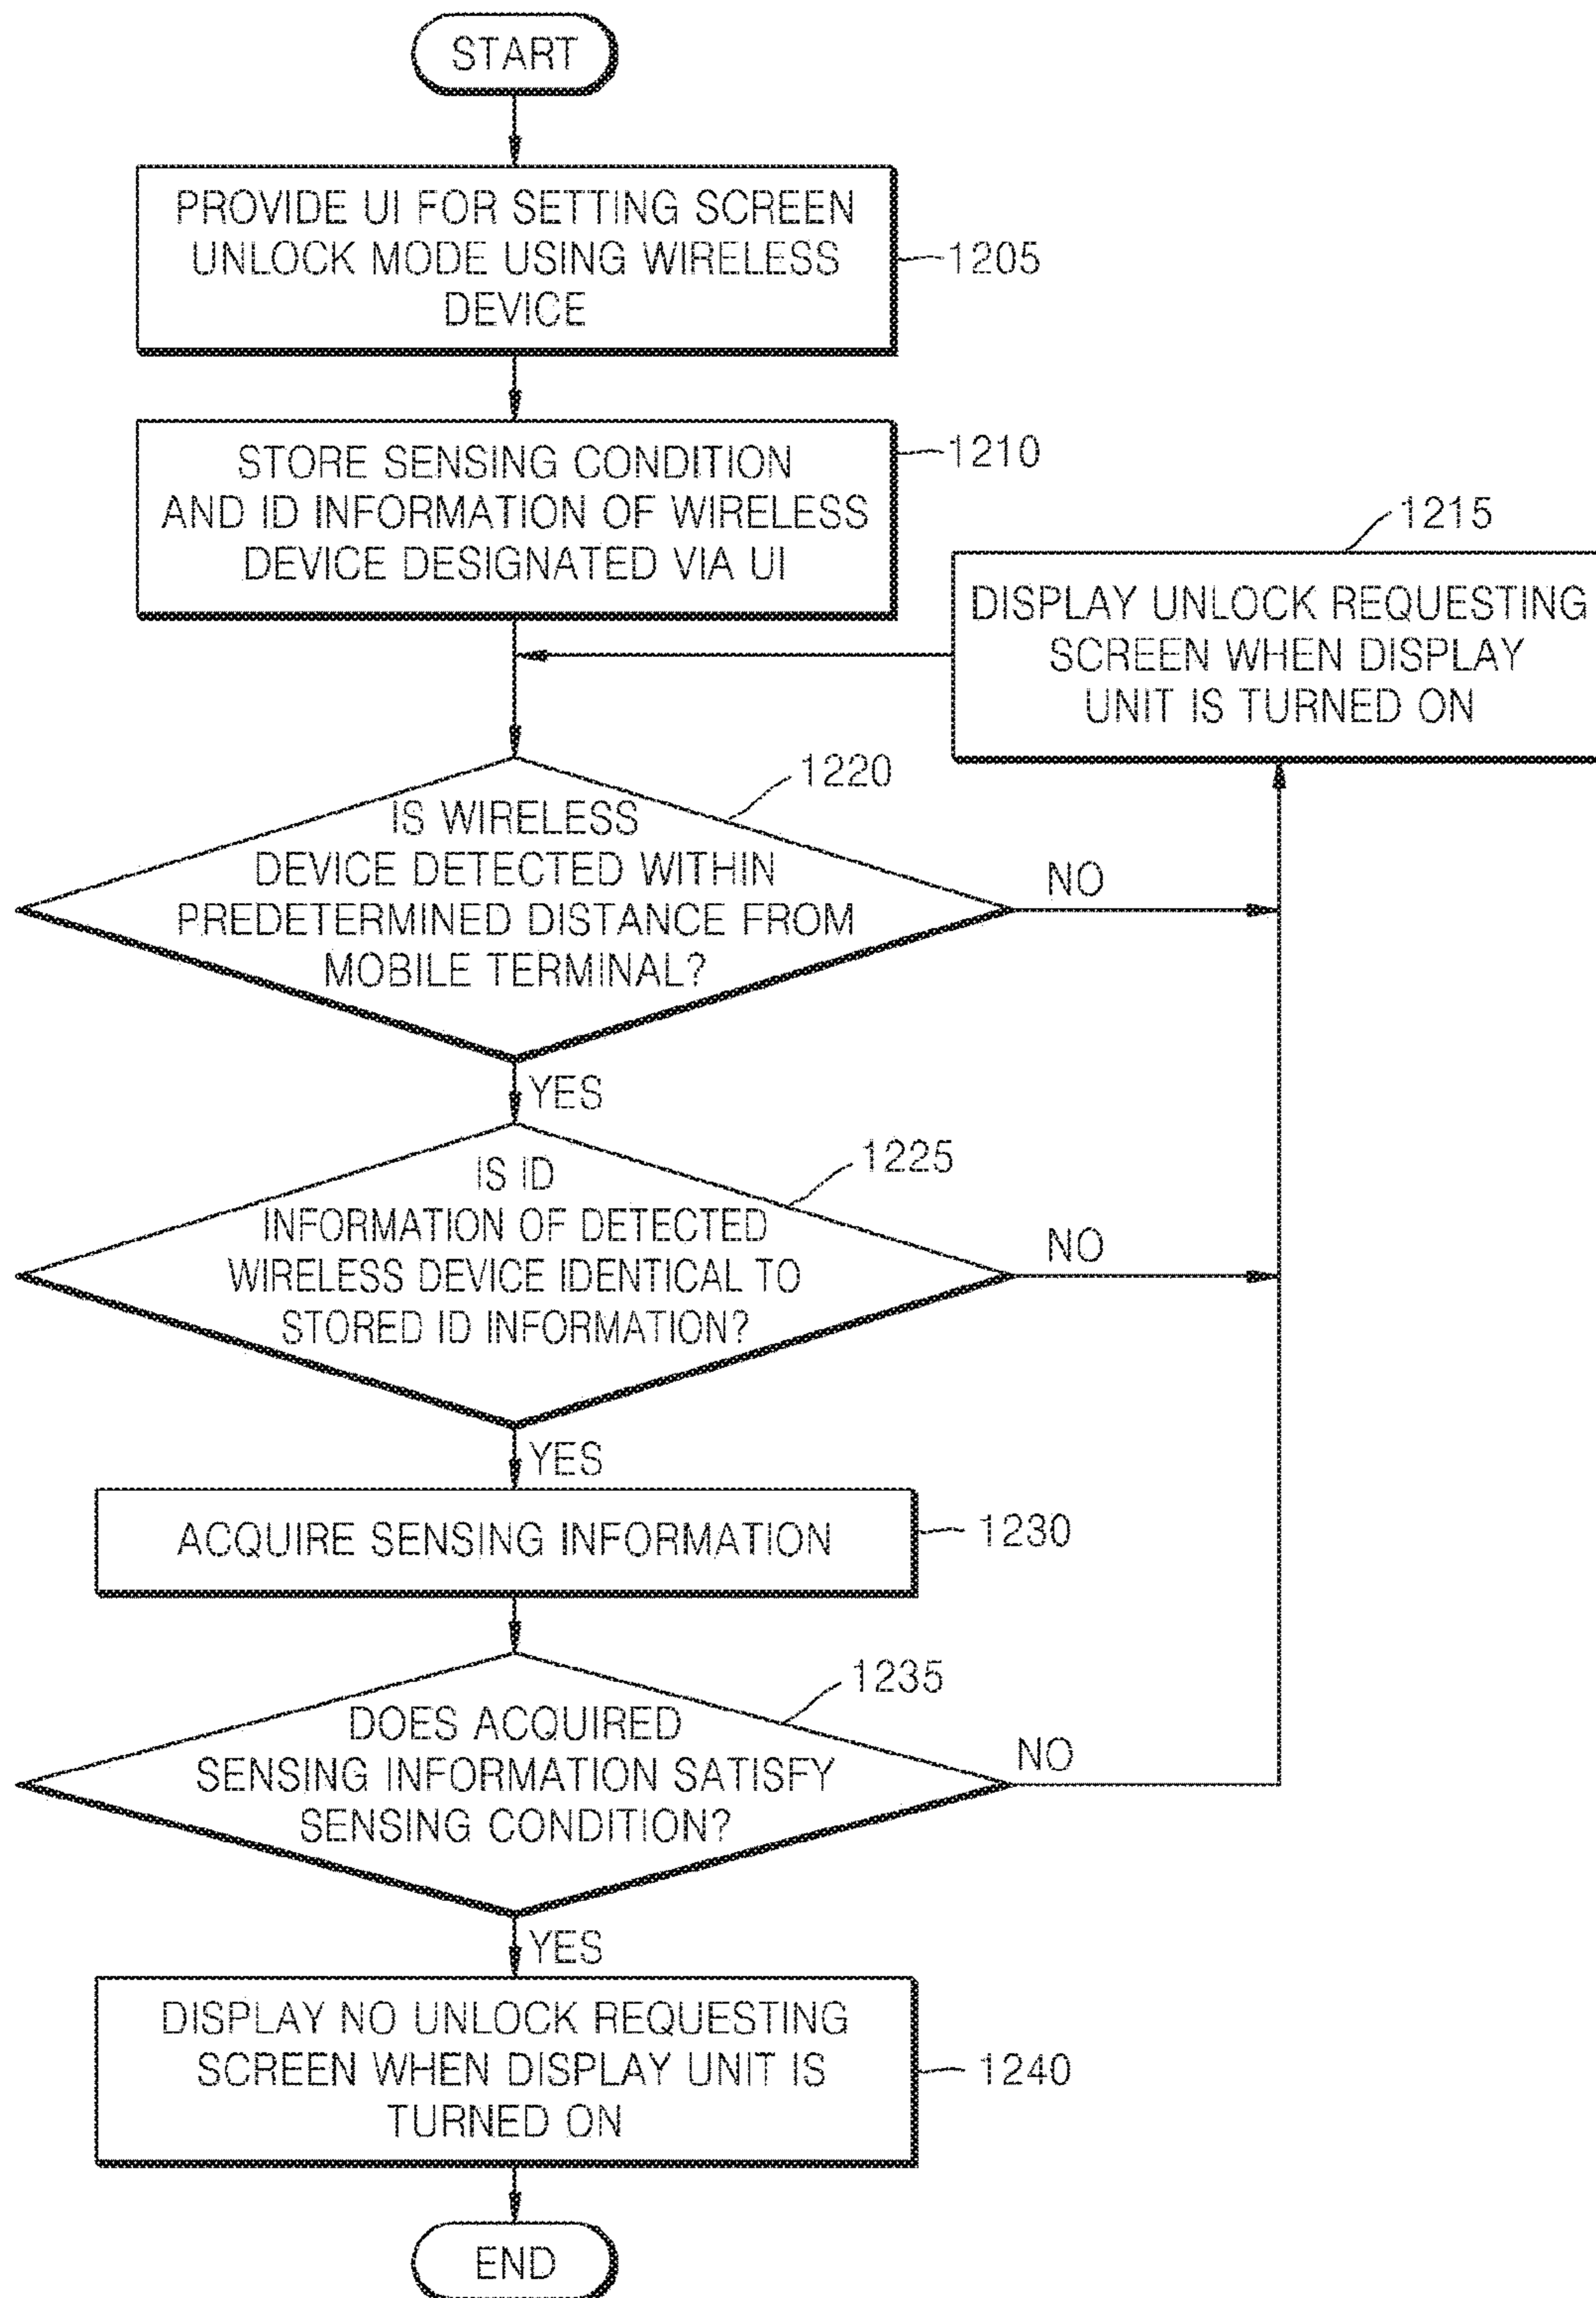 START
PROVIDE UI FOR SETTING SCREEN
UNLOCK MODE USING WIRELESS
DEVICE
1205
STORE SENSING CONDITION
AND ID INFORMATION OF WIRELESS
DEVICE DESIGNATED VIA UI
1210
1215
DISPLAY UNLOCK REQUESTING
SCREEN WHEN DISPLAY
UNIT IS TURNED ON
1220
IS WIRELESS
DEVICE DETECTED WITHIN
PREDETERMINED DISTANCE FROM
MOBILE TERMINAL?
NO
YES
1225
IS ID
INFORMATION OF DETECTED
WIRELESS DEVICE IDENTICAL TO
STORED ID INFORMATION?
NO
YES
ACQUIRE SENSING INFORMATION
1230
1235
DOES ACQUIRED
SENSING INFORMATION SATISFY
SENSING CONDITION?
NO
YES
DISPLAY NO UNLOCK REQUESTING
SCREEN WHEN DISPLAY UNIT IS
TURNED ON
1240
END